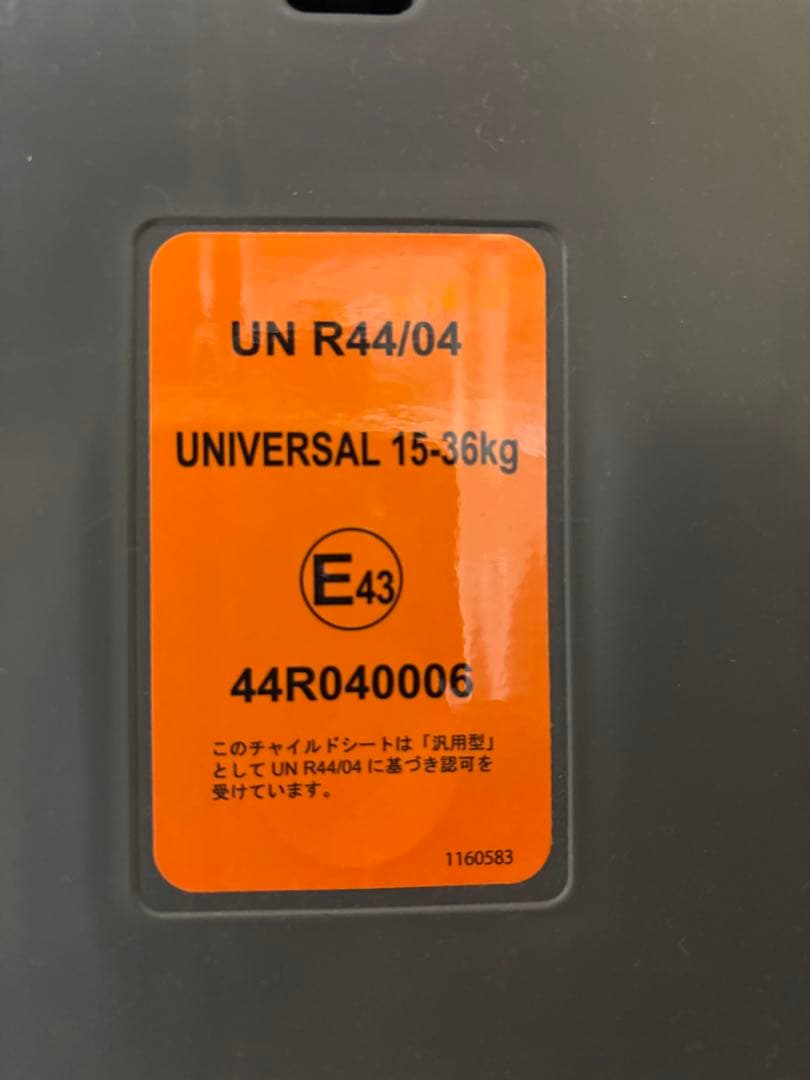 UN R44/04
UNIVERSAL 15-36kg
E43
44R040006
このチャイルドシートは「汎用型」
として UN R44/04 に基づき認可を
受けています。
1160583